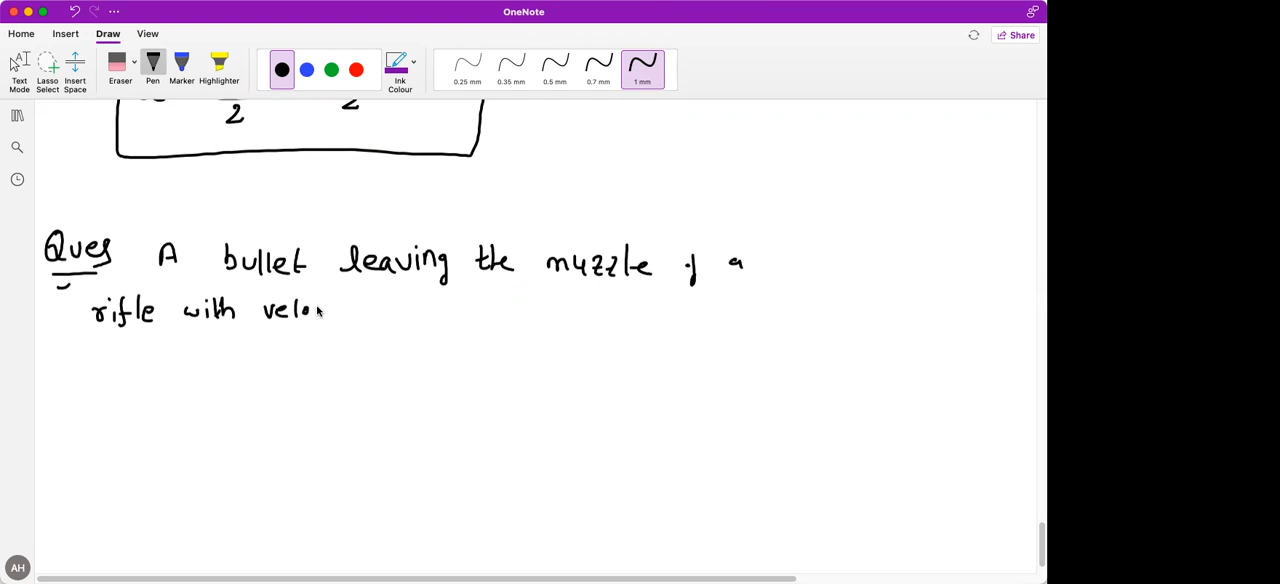 OneNote
Home Insert Draw View
Share
Text Mode Lasso Select Insert Space Eraser Pen Marker Highlighter Ink Colour 0.25 mm 0.35 mm 0.5 mm 0.7 mm 1 mm
2 2
Ques A bullet leaving the muzzle of a
rifle with velo
AH